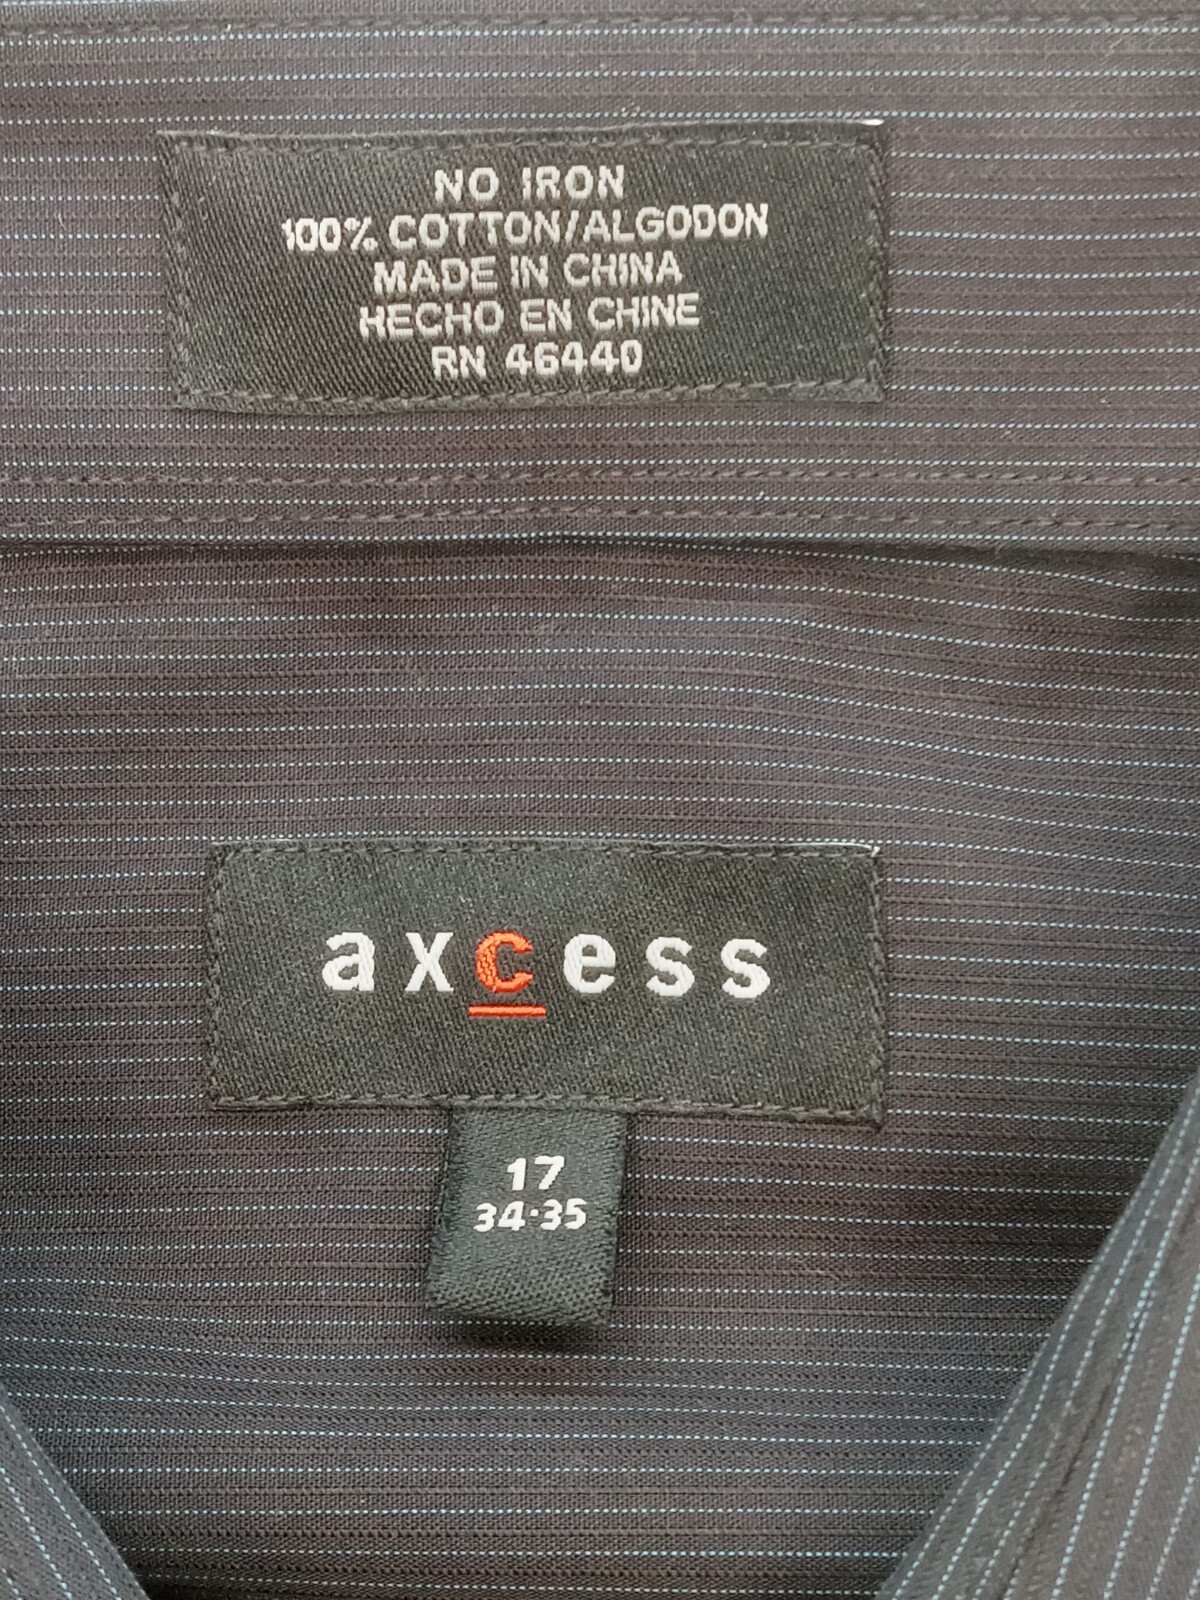 NO IRON
100% COTTON/ALGODON
MADE IN CHINA
HECHO EN CHINE
RN 46440
axcess
17
34·35